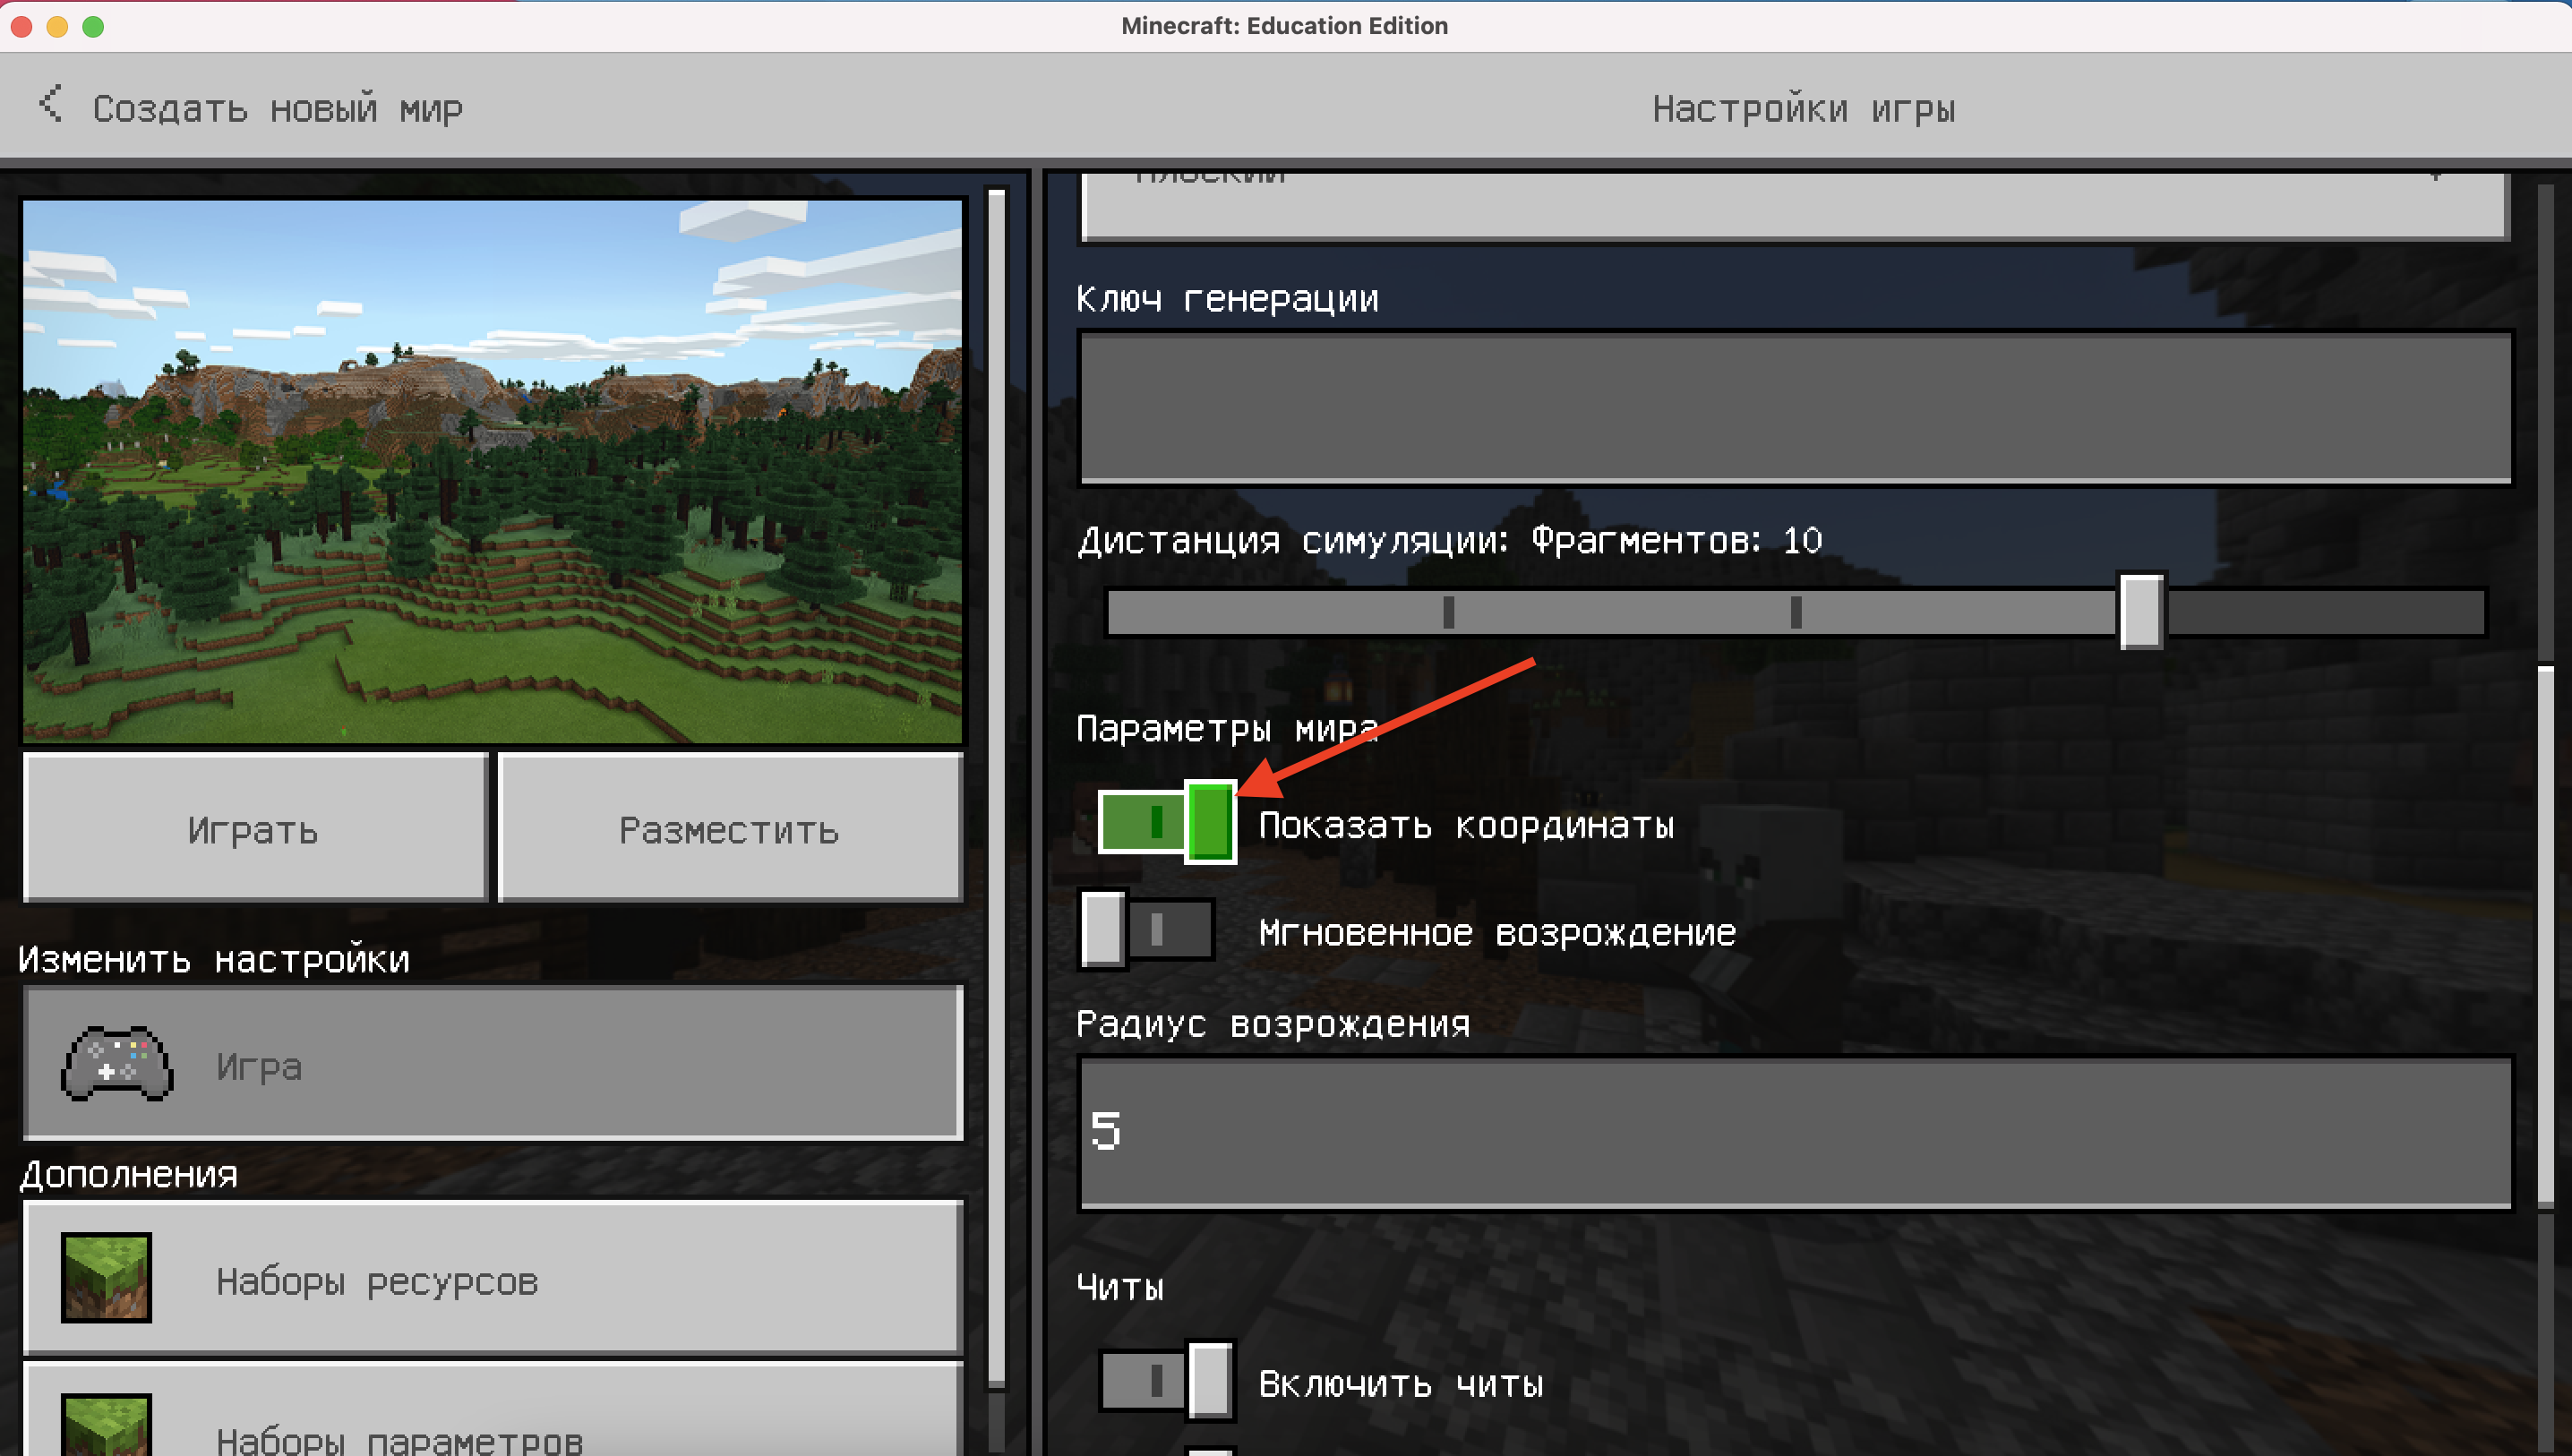 Minecraft: Education Edition
Создать новый мир
Настройки игры
Играть
Разместить
Изменить настройки
Игра
Дополнения
Наборы ресурсов
Наборы параметров
Плоский
Ключ генерации
Дистанция симуляции: Фрагментов: 10
Параметры мира
Показать координаты
Мгновенное возрождение
Радиус возрождения
5
Читы
Включить читы